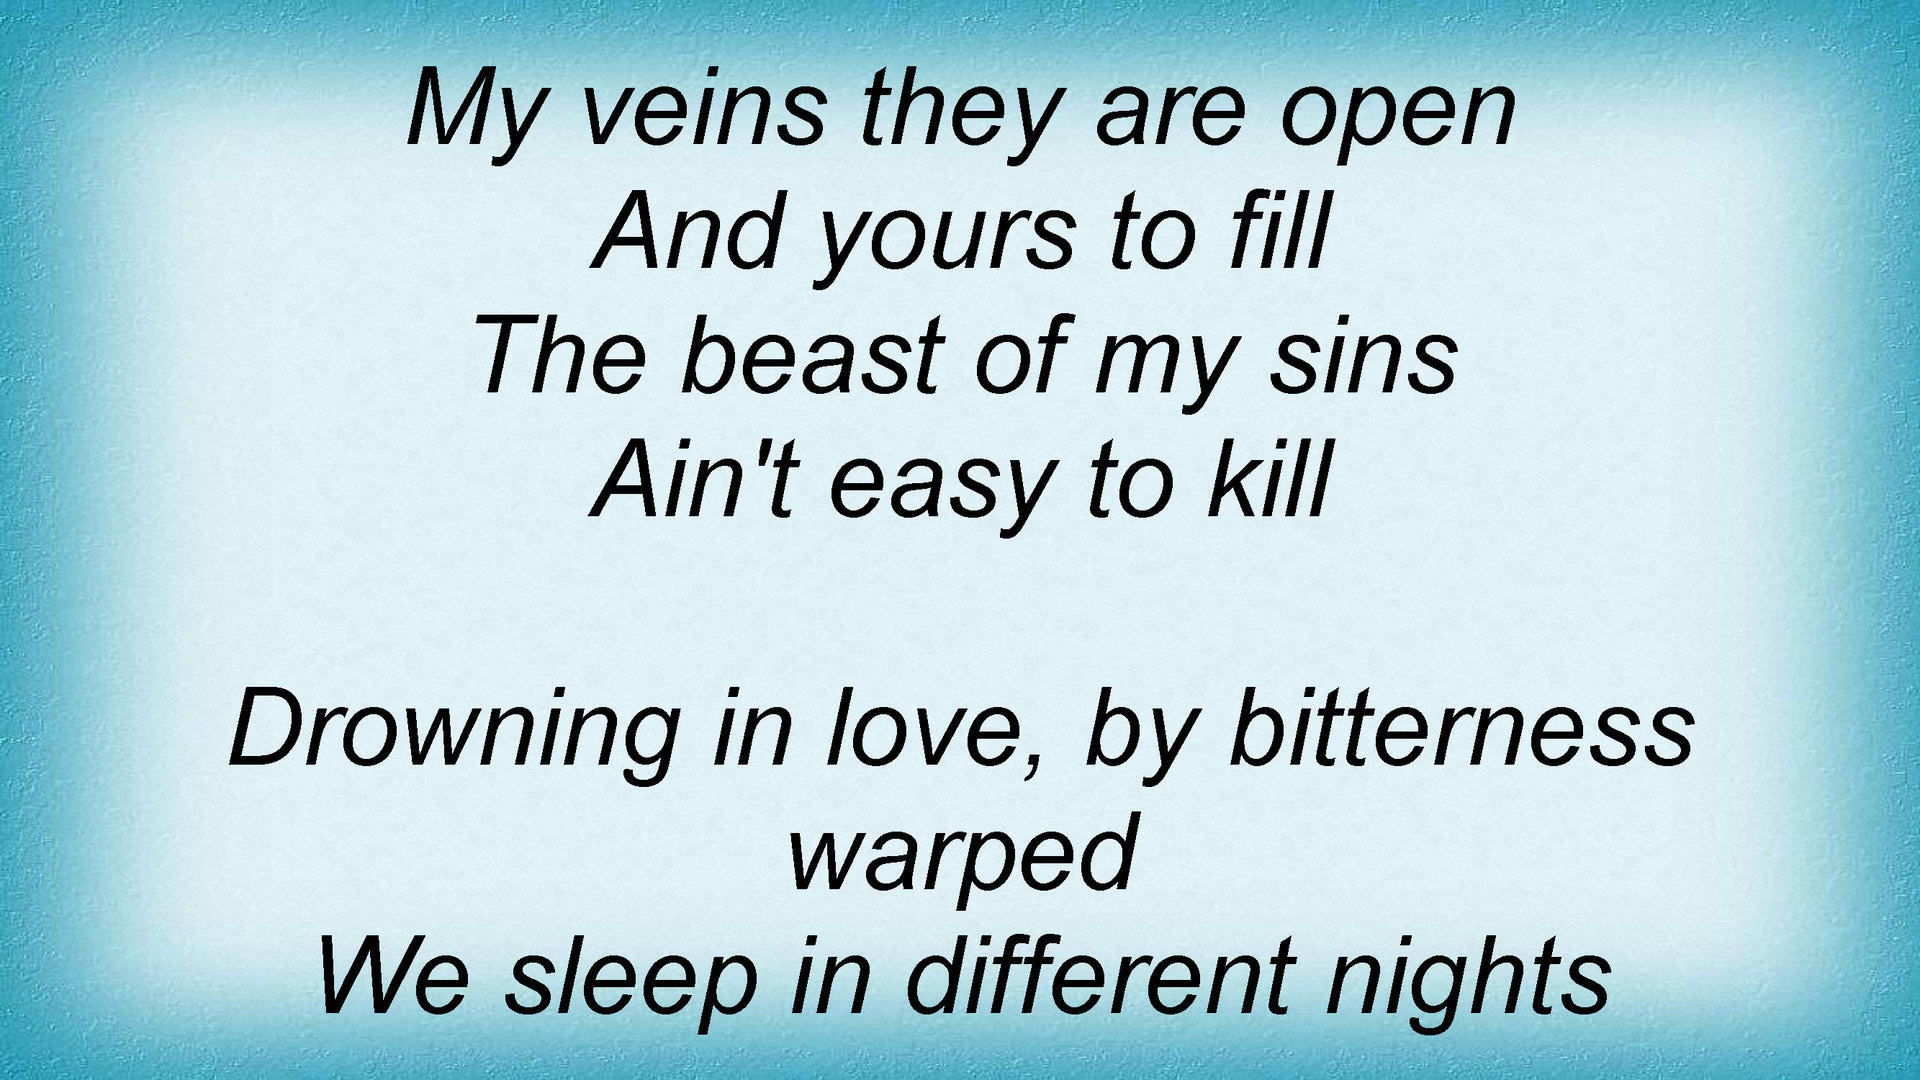 My veins they are open
And yours to fill
The beast of my sins
Ain't easy to kill
Drowning in love, by bitterness
warped
We sleep in different nights